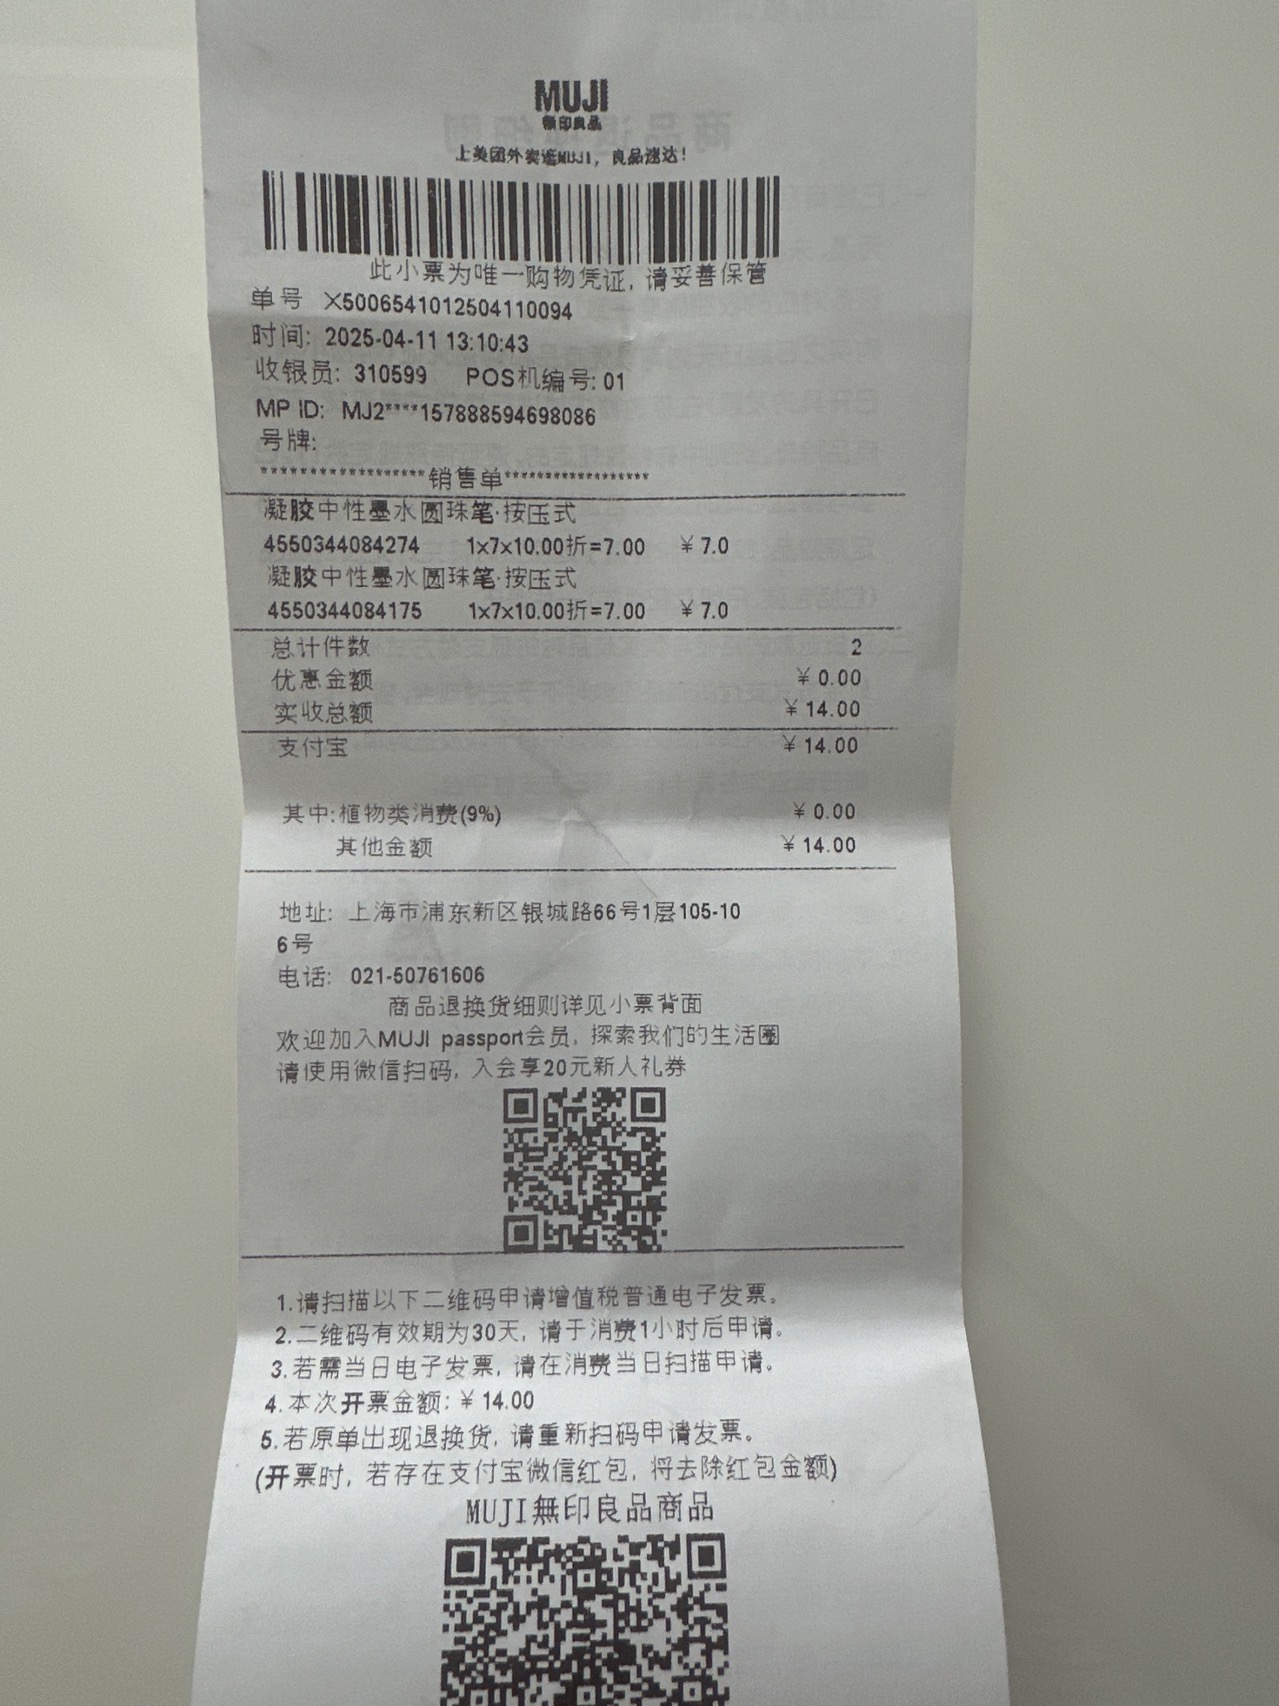 MUJI
無印良品
上美团外卖逛MUJI，良品速达！
此小票为唯一购物凭证，请妥善保管
单号 X5006541012504110094
时间: 2025-04-11 13:10:43
收银员: 310599 POS机编号: 01
MP ID: MJ2****157888594698086
号牌:
******************销售单******************
凝胶中性墨水圆珠笔·按压式
4550344084274 1x7x10.00折=7.00 ¥7.0
凝胶中性墨水圆珠笔·按压式
4550344084175 1x7x10.00折=7.00 ¥7.0
总计件数 2
优惠金额 ¥0.00
实收总额 ¥14.00
支付宝 ¥14.00
其中:植物类消费(9%) ¥0.00
其他金额 ¥14.00
地址: 上海市浦东新区银城路66号1层105-10
6号
电话: 021-50761606
商品退换货细则详见小票背面
欢迎加入MUJI passport会员，探索我们的生活圈
请使用微信扫码，入会享20元新人礼券
1.请扫描以下二维码申请增值税普通电子发票。
2.二维码有效期为30天，请于消费1小时后申请。
3.若需当日电子发票，请在消费当日扫描申请。
4.本次开票金额: ¥14.00
5.若原单出现退换货，请重新扫码申请发票。
(开票时，若存在支付宝微信红包，将去除红包金额)
MUJI無印良品商品